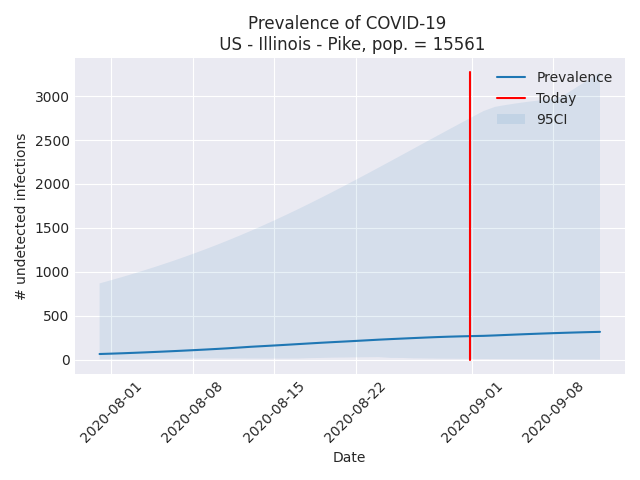 Prevalence of COVID-19
US - Illinois - Pike, pop. = 15561
Prevalence
Today
95CI
3000
2500
2000
1500
1000
500
0
# undetected infections
2020-08-01
2020-08-08
2020-08-15
2020-08-22
2020-09-01
2020-09-08
Date